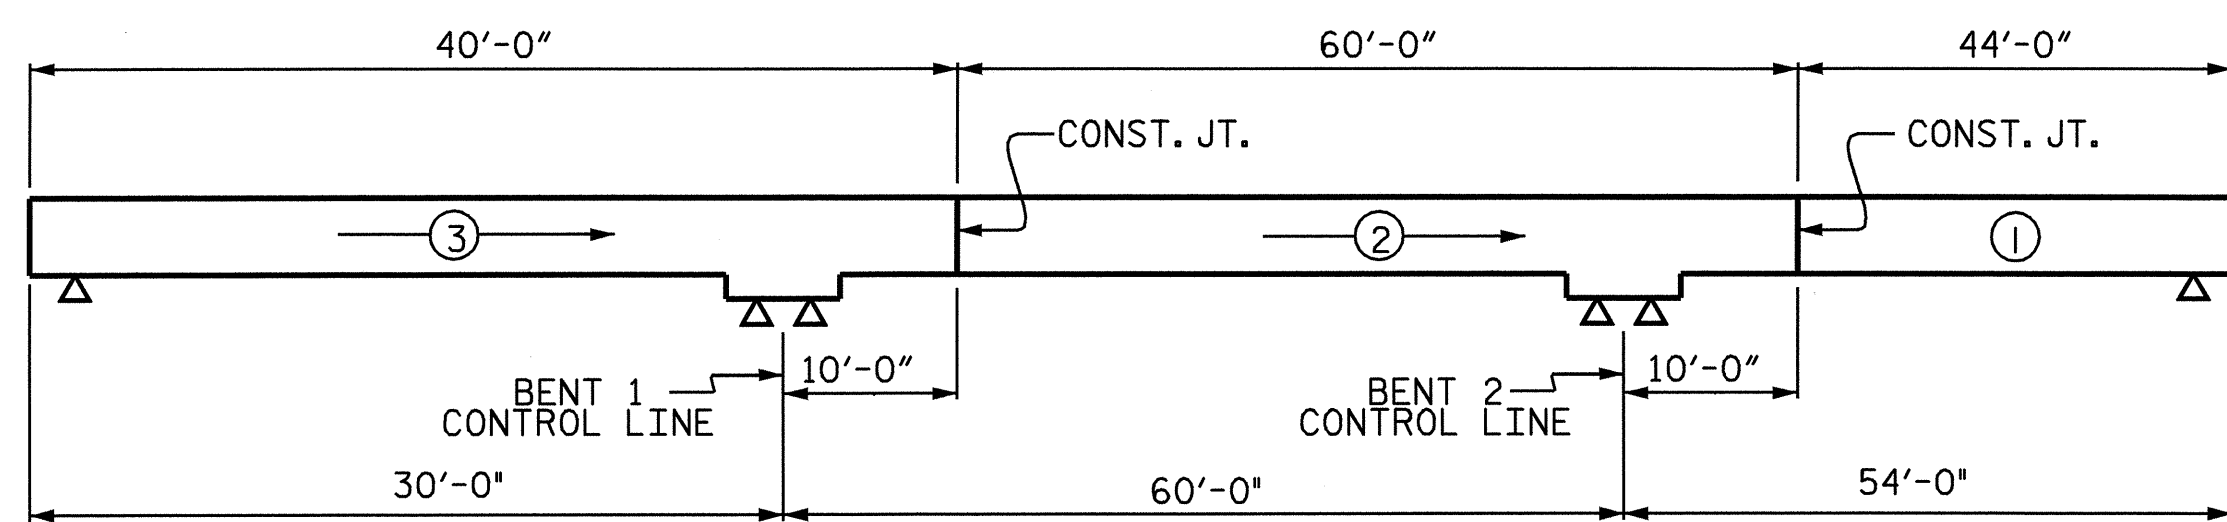 40'-0"
60'-0"
44'-0"
CONST. JT.
CONST. JT.
3
2
1
10'-0"
10'-0"
BENT 1
CONTROL LINE
BENT 2
CONTROL LINE
30'-0"
60'-0"
54'-0"